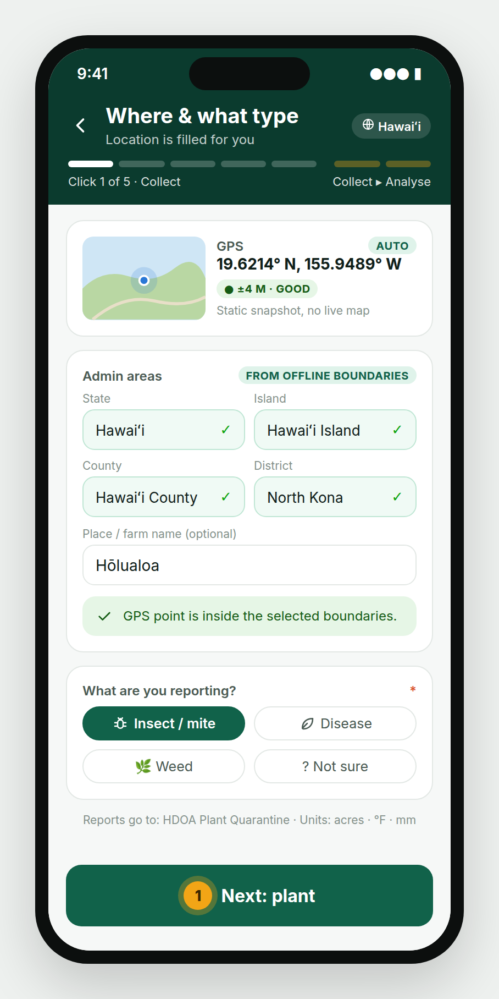 9:41
Where & what type
Location is filled for you
Hawaiʻi
Click 1 of 5 · Collect
Collect ▸ Analyse
GPS
AUTO
19.6214° N, 155.9489° W
±4 M · GOOD
Static snapshot, no live map
Admin areas
FROM OFFLINE BOUNDARIES
State
Island
Hawaiʻi ✓
Hawaiʻi Island ✓
County
District
Hawaiʻi County ✓
North Kona ✓
Place / farm name (optional)
Hōlualoa
GPS point is inside the selected boundaries.
What are you reporting? *
Insect / mite
Disease
🌿 Weed
? Not sure
Reports go to: HDOA Plant Quarantine · Units: acres · °F · mm
1 Next: plant